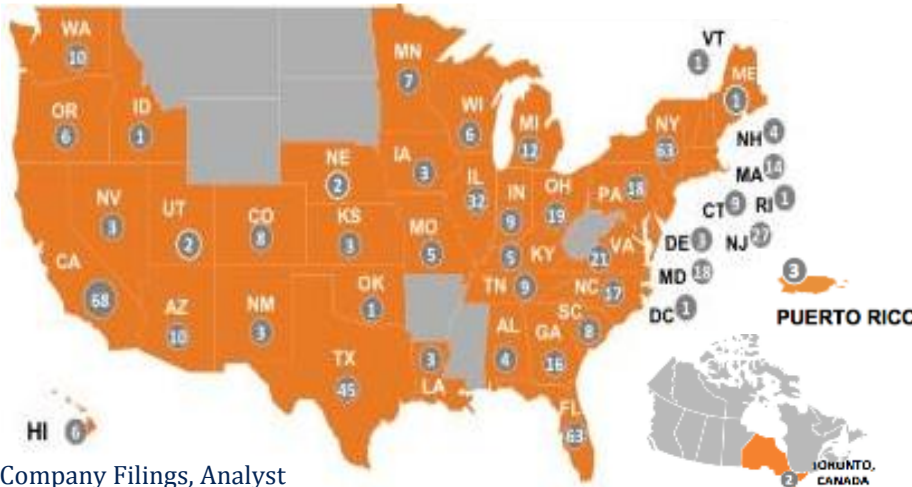 WA
10
OR
6
ID
1
MN
7
WI
6
MI
12
VT
1
ME
1
NY
63
NH 4
MA 14
CT 9
RI 1
NJ 27
DE 3
MD 18
DC 1
NV
3
UT
2
CO
8
NE
2
KS
3
IA
3
MO
5
IL
32
IN
9
OH
19
PA 18
KY
5
VA
21
CA
68
AZ
10
NM
3
OK
1
TX
45
LA
3
TN 9
NC 17
SC
8
AL
4
GA
16
FL
63
HI 6
3
PUERTO RICO
2
TORONTO,
CANADA
Company Filings, Analyst